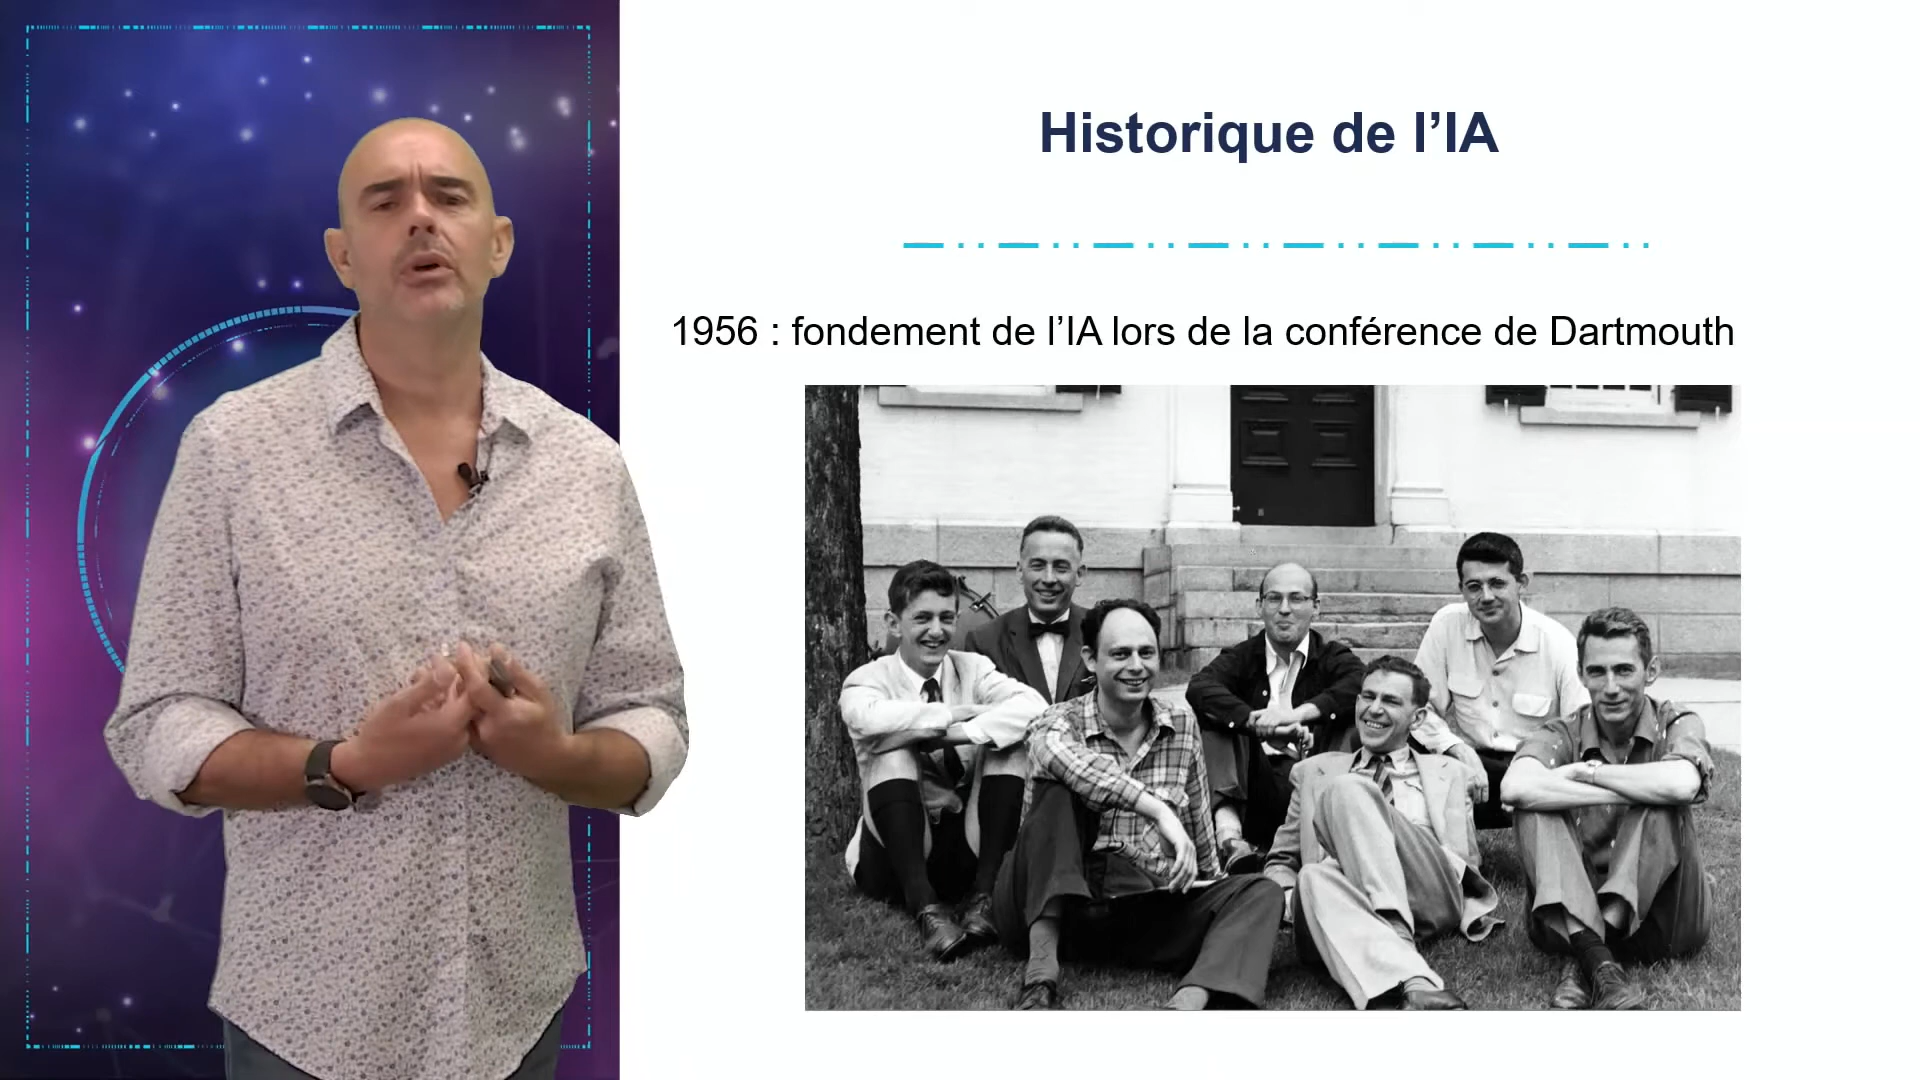 Historique de l’IA
1956 : fondement de l’IA lors de la conférence de Dartmouth